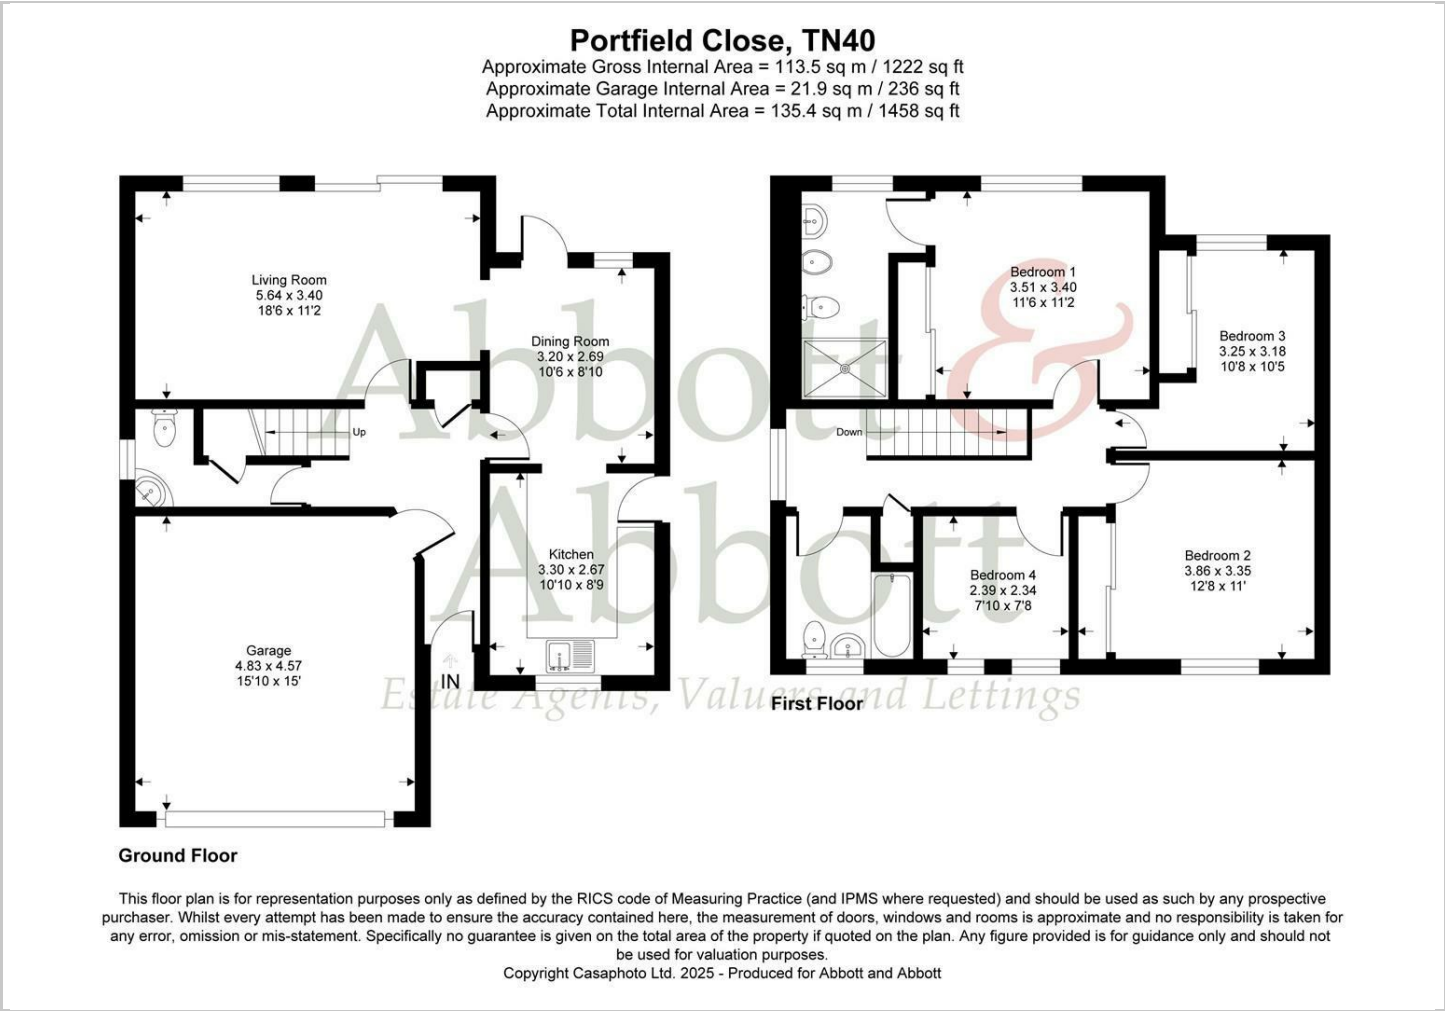 Portfield Close, TN40
Approximate Gross Internal Area = 113.5 sq m / 1222 sq ft
Approximate Garage Internal Area = 21.9 sq m / 236 sq ft
Approximate Total Internal Area = 135.4 sq m / 1458 sq ft
Abbott &
Abbott
Estate Agents, Valuers and Lettings
Living Room
5.64 x 3.40
18'6 x 11'2
Dining Room
3.20 x 2.69
10'6 x 8'10
Up
Kitchen
3.30 x 2.67
10'10 x 8'9
Garage
4.83 x 4.57
15'10 x 15'
IN
Ground Floor
Bedroom 1
3.51 x 3.40
11'6 x 11'2
Bedroom 3
3.25 x 3.18
10'8 x 10'5
Down
Bedroom 2
3.86 x 3.35
12'8 x 11'
Bedroom 4
2.39 x 2.34
7'10 x 7'8
First Floor
This floor plan is for representation purposes only as defined by the RICS code of Measuring Practice (and IPMS where requested) and should be used as such by any prospective
purchaser. Whilst every attempt has been made to ensure the accuracy contained here, the measurement of doors, windows and rooms is approximate and no responsibility is taken for
any error, omission or mis-statement. Specifically no guarantee is given on the total area of the property if quoted on the plan. Any figure provided is for guidance only and should not
be used for valuation purposes.
Copyright Casaphoto Ltd. 2025 - Produced for Abbott and Abbott